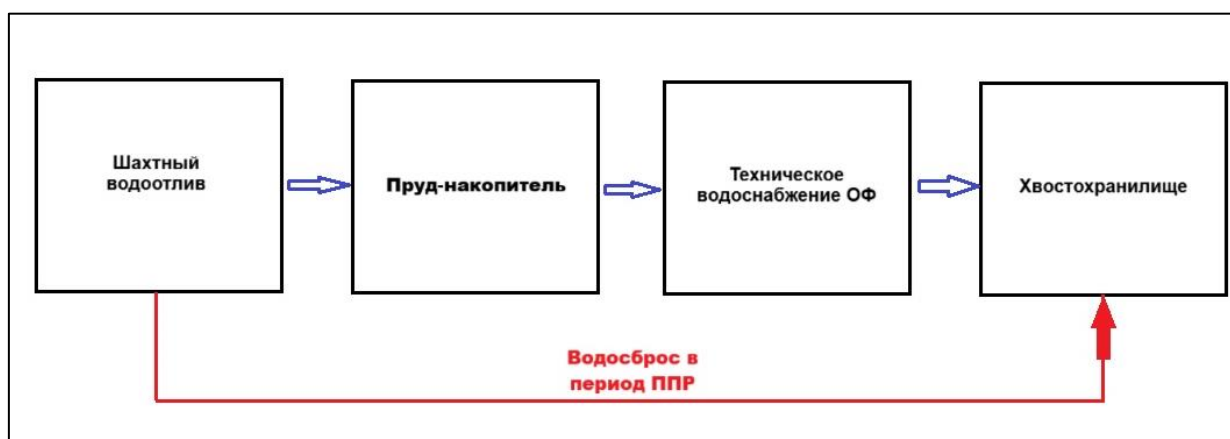 Шахтный
водоотлив
Пруд-накопитель
Техническое
водоснабжение ОФ
Хвостохранилище
Водосброс в
период ППР